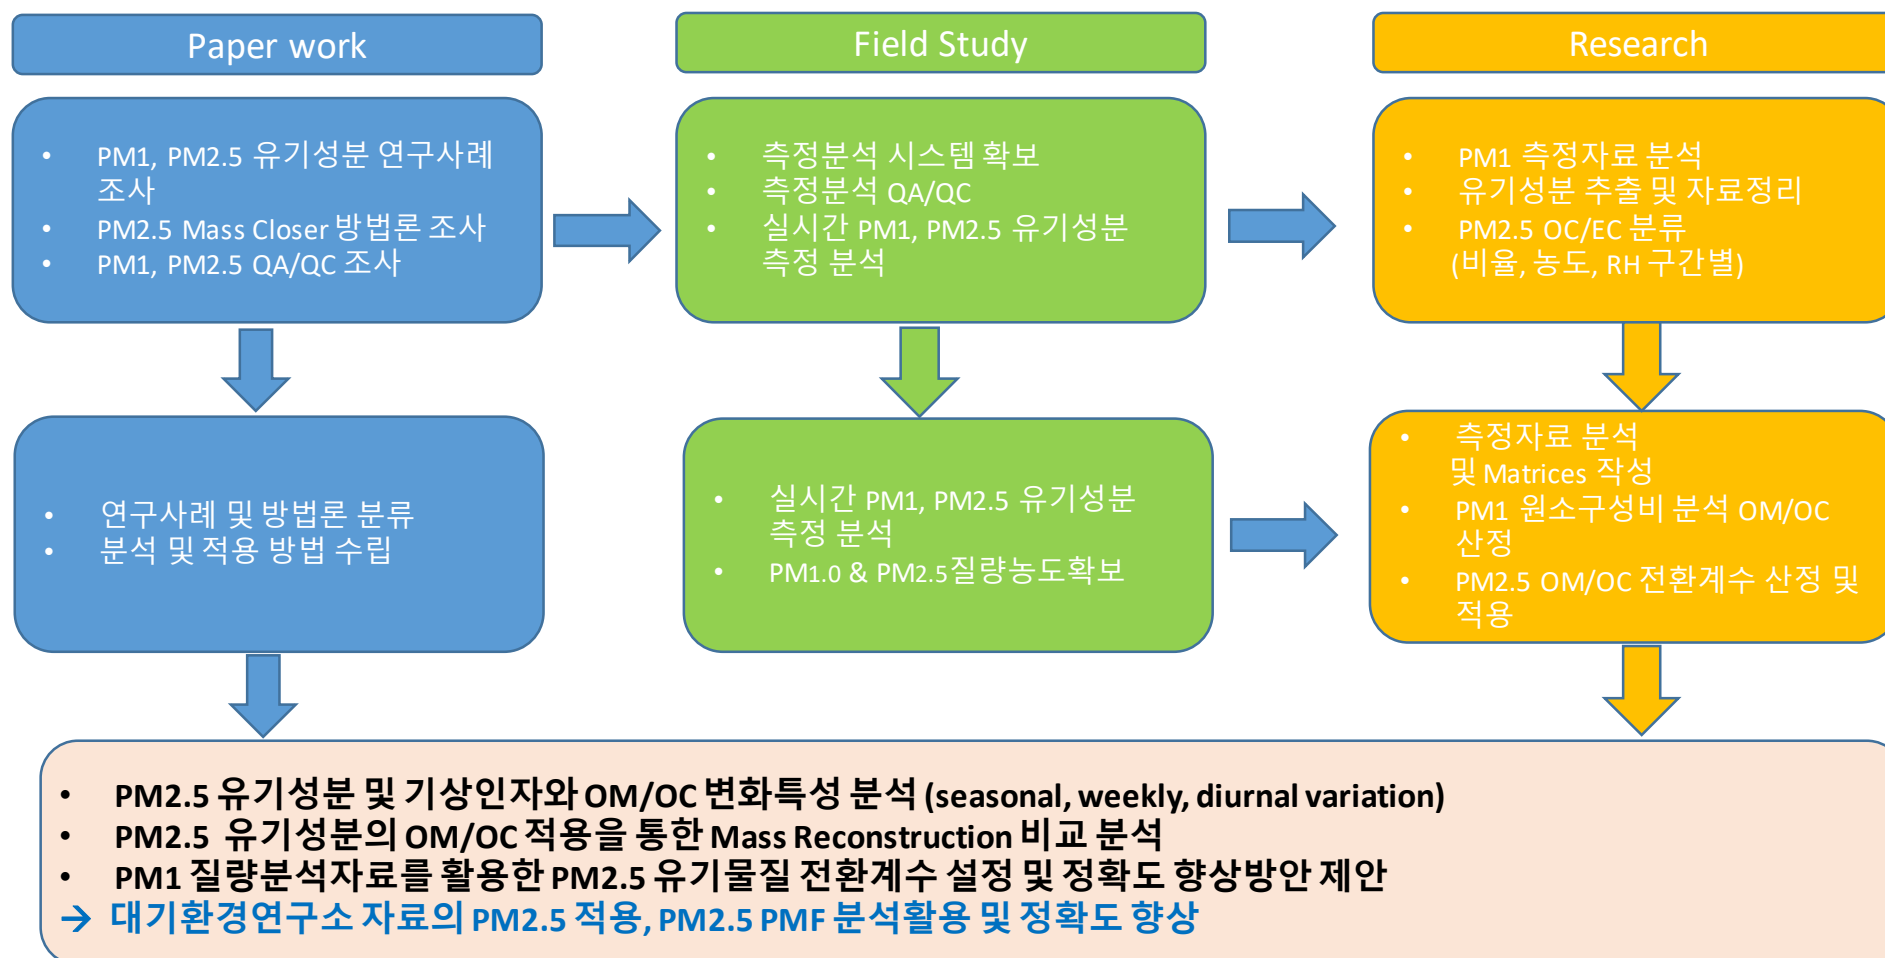 Paper work
Field Study
Research
• PM1, PM2.5 유기성분 연구사례
조사
• PM2.5 Mass Closer 방법론 조사
• PM1, PM2.5 QA/QC 조사
• 측정분석 시스템 확보
• 측정분석 QA/QC
• 실시간 PM1, PM2.5 유기성분
측정 분석
• PM1 측정자료 분석
• 유기성분 추출 및 자료정리
• PM2.5 OC/EC 분류
(비율, 농도, RH 구간별)
• 연구사례 및 방법론 분류
• 분석 및 적용 방법 수립
• 실시간 PM1, PM2.5 유기성분
측정 분석
• PM1.0 & PM2.5질량농도확보
• 측정자료 분석
및 Matrices 작성
• PM1 원소구성비 분석 OM/OC
산정
• PM2.5 OM/OC 전환계수 산정 및
적용
• PM2.5 유기성분 및 기상인자와 OM/OC 변화특성 분석 (seasonal, weekly, diurnal variation)
• PM2.5 유기성분의 OM/OC 적용을 통한 Mass Reconstruction 비교 분석
• PM1 질량분석자료를 활용한 PM2.5 유기물질 전환계수 설정 및 정확도 향상방안 제안
→ 대기환경연구소 자료의 PM2.5 적용, PM2.5 PMF 분석활용 및 정확도 향상